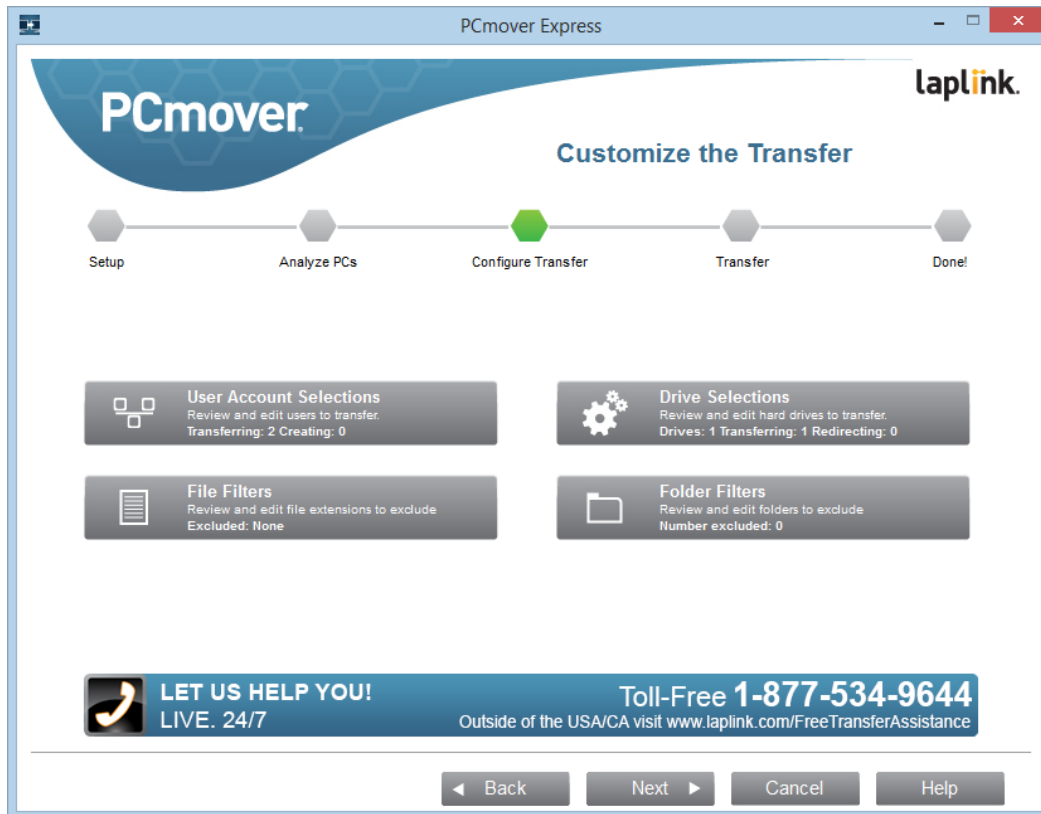 PCmover Express
laplink.
PCmover.
Customize the Transfer
Setup
Analyze PCs
Configure Transfer
Transfer
Done!
User Account Selections
Review and edit users to transfer.
Transferring: 2 Creating: 0
Drive Selections
Review and edit hard drives to transfer.
Drives: 1 Transferring: 1 Redirecting: 0
File Filters
Review and edit file extensions to exclude
Excluded: None
Folder Filters
Review and edit folders to exclude
Number excluded: 0
LET US HELP YOU!
LIVE. 24/7
Toll-Free 1-877-534-9644
Outside of the USA/CA visit www.laplink.com/FreeTransferAssistance
Back
Next
Cancel
Help